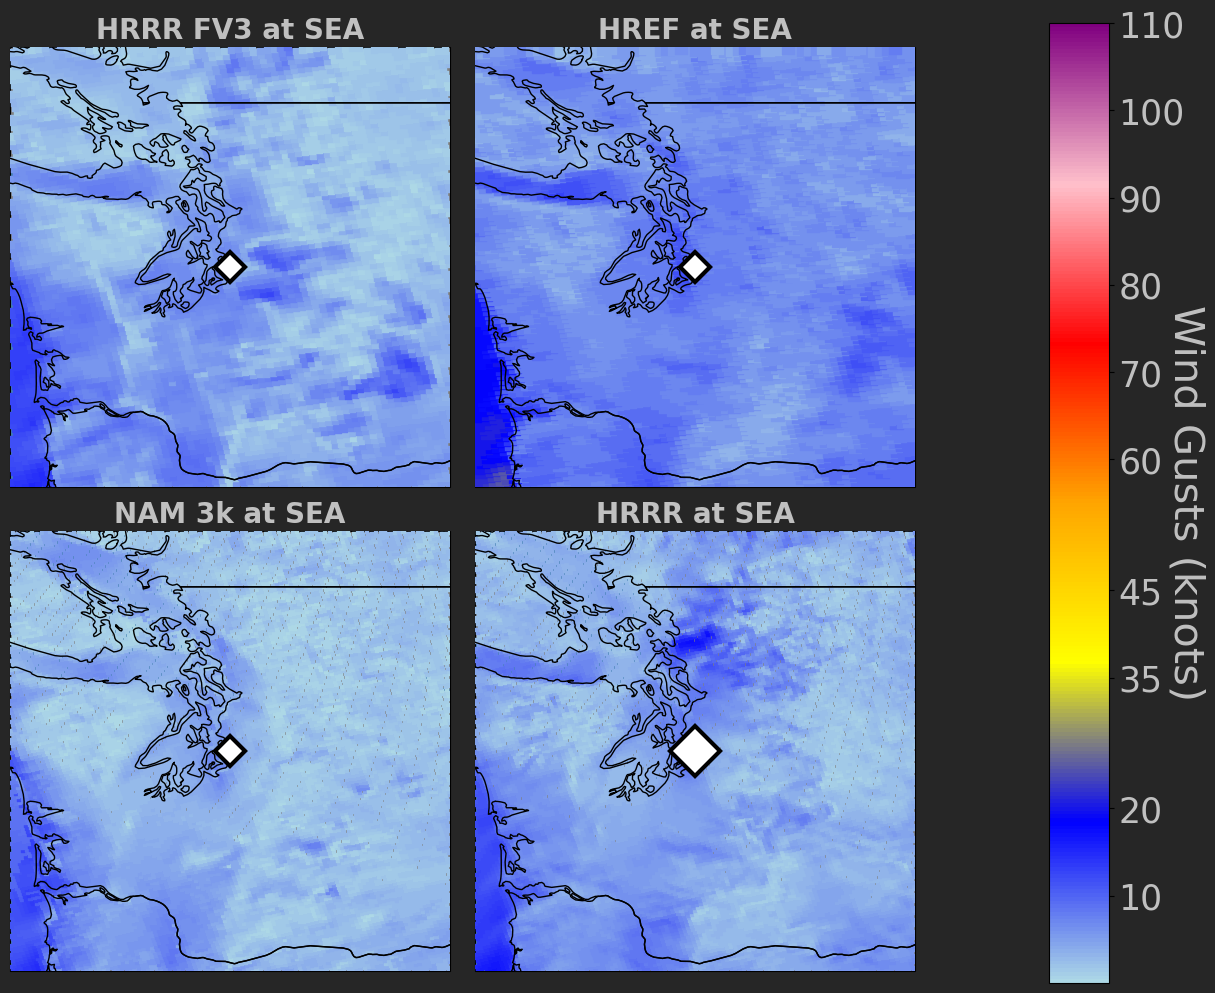 HRRR FV3 at SEA
HREF at SEA
NAM 3k at SEA
HRRR at SEA
110
100
90
80
70
60
45
35
20
10
Wind Gusts (knots)